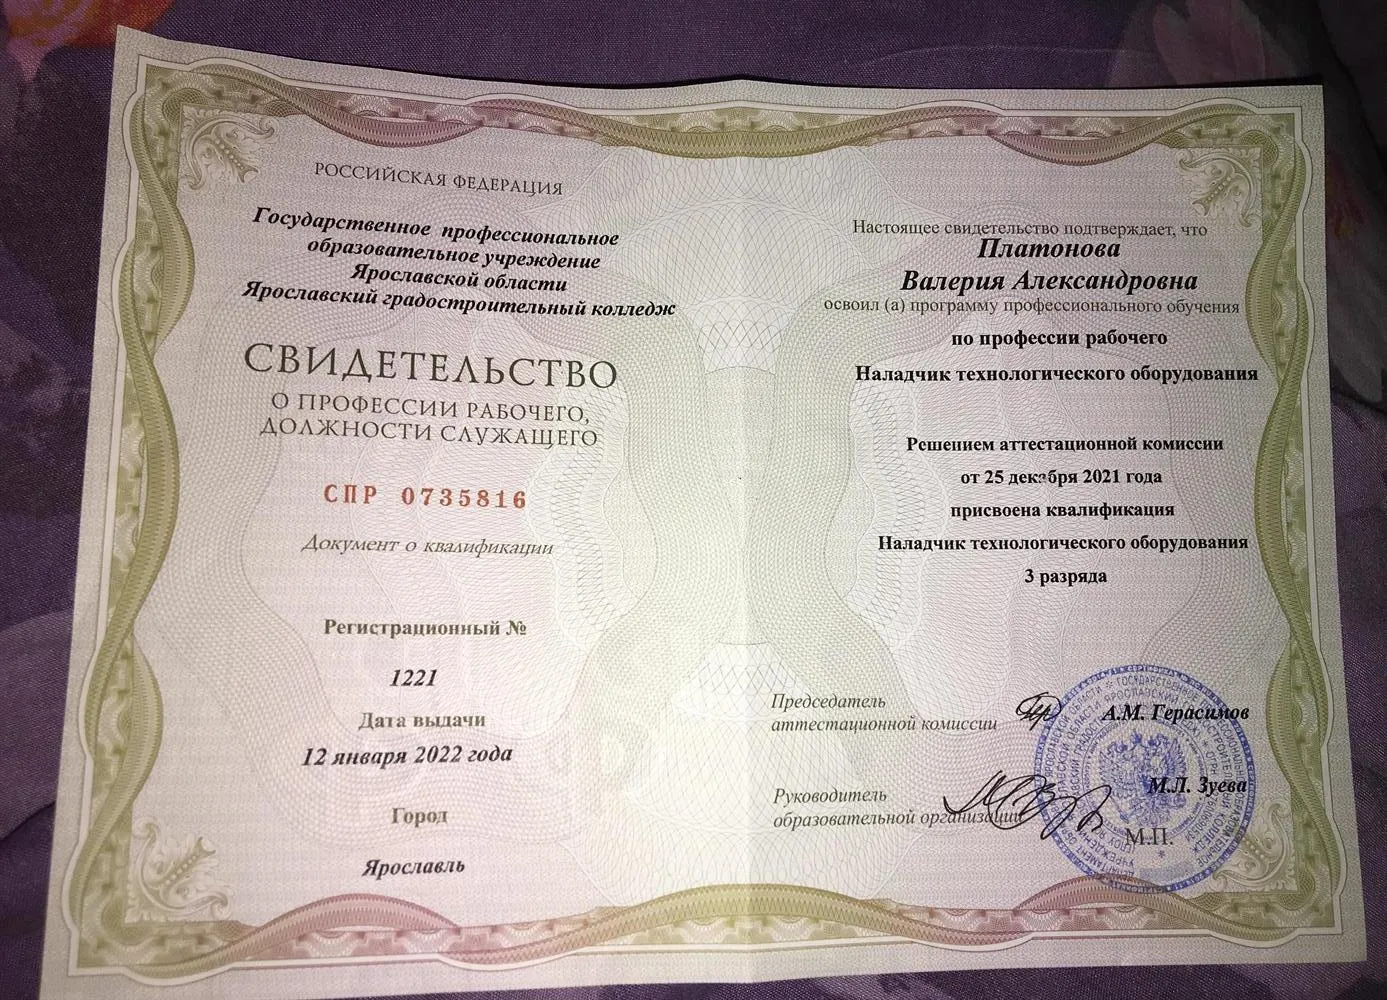 РОССИЙСКАЯ ФЕДЕРАЦИЯ
Государственное профессиональное
образовательное учреждение
Ярославской области
Ярославский градостроительный колледж
СВИДЕТЕЛЬСТВО
О ПРОФЕССИИ РАБОЧЕГО,
ДОЛЖНОСТИ СЛУЖАЩЕГО
СПР 0735816
Документ о квалификации
Регистрационный №
1221
Дата выдачи
12 января 2022 года
Город
Ярославль
Настоящее свидетельство подтверждает, что
Платонова
Валерия Александровна
освоил (а) программу профессионального обучения
по профессии рабочего
Наладчик технологического оборудования
Решением аттестационной комиссии
от 25 декабря 2021 года
присвоена квалификация
Наладчик технологического оборудования
3 разряда
Председатель
аттестационной комиссии
А.М. Герасимов
Руководитель
образовательной организации
М.Л. Зуева
М.П.